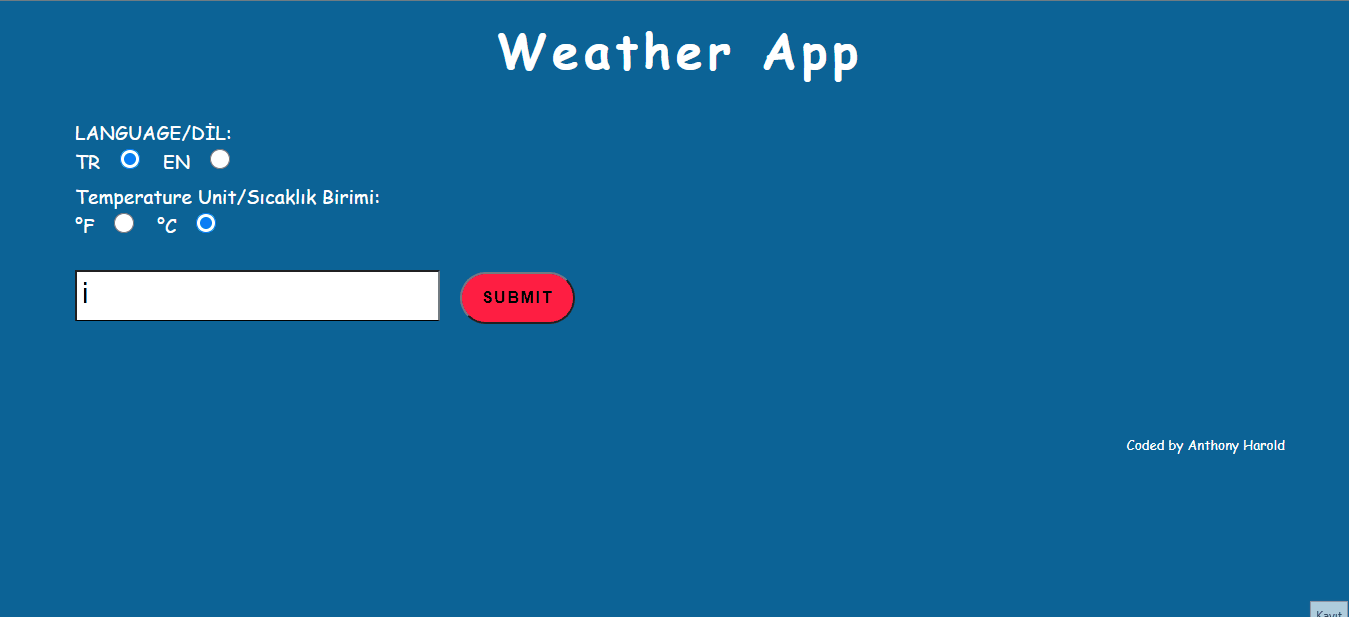 Weather App
LANGUAGE/DİL:
TR EN
Temperature Unit/Sıcaklık Birimi:
°F °C
i
SUBMIT
Coded by Anthony Harold
Kayıt